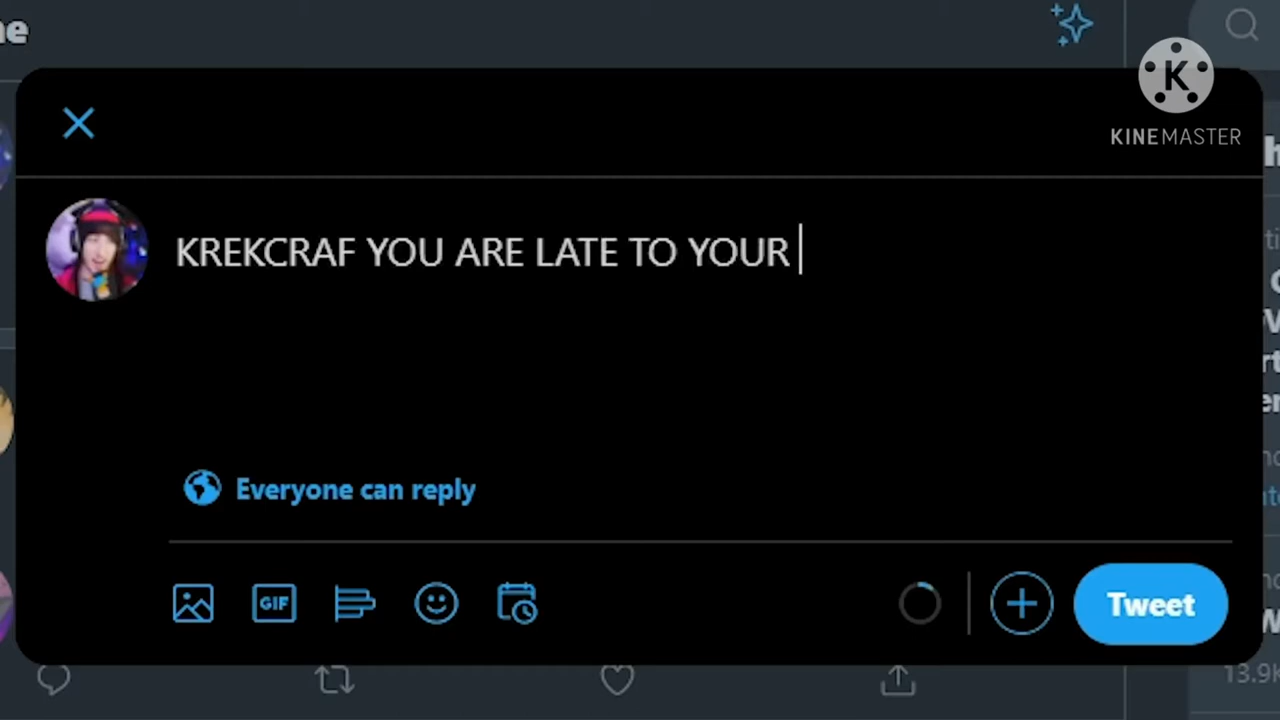 KINEMASTER
KREKCRAF YOU ARE LATE TO YOUR
Everyone can reply
GIF
Tweet
13.9K